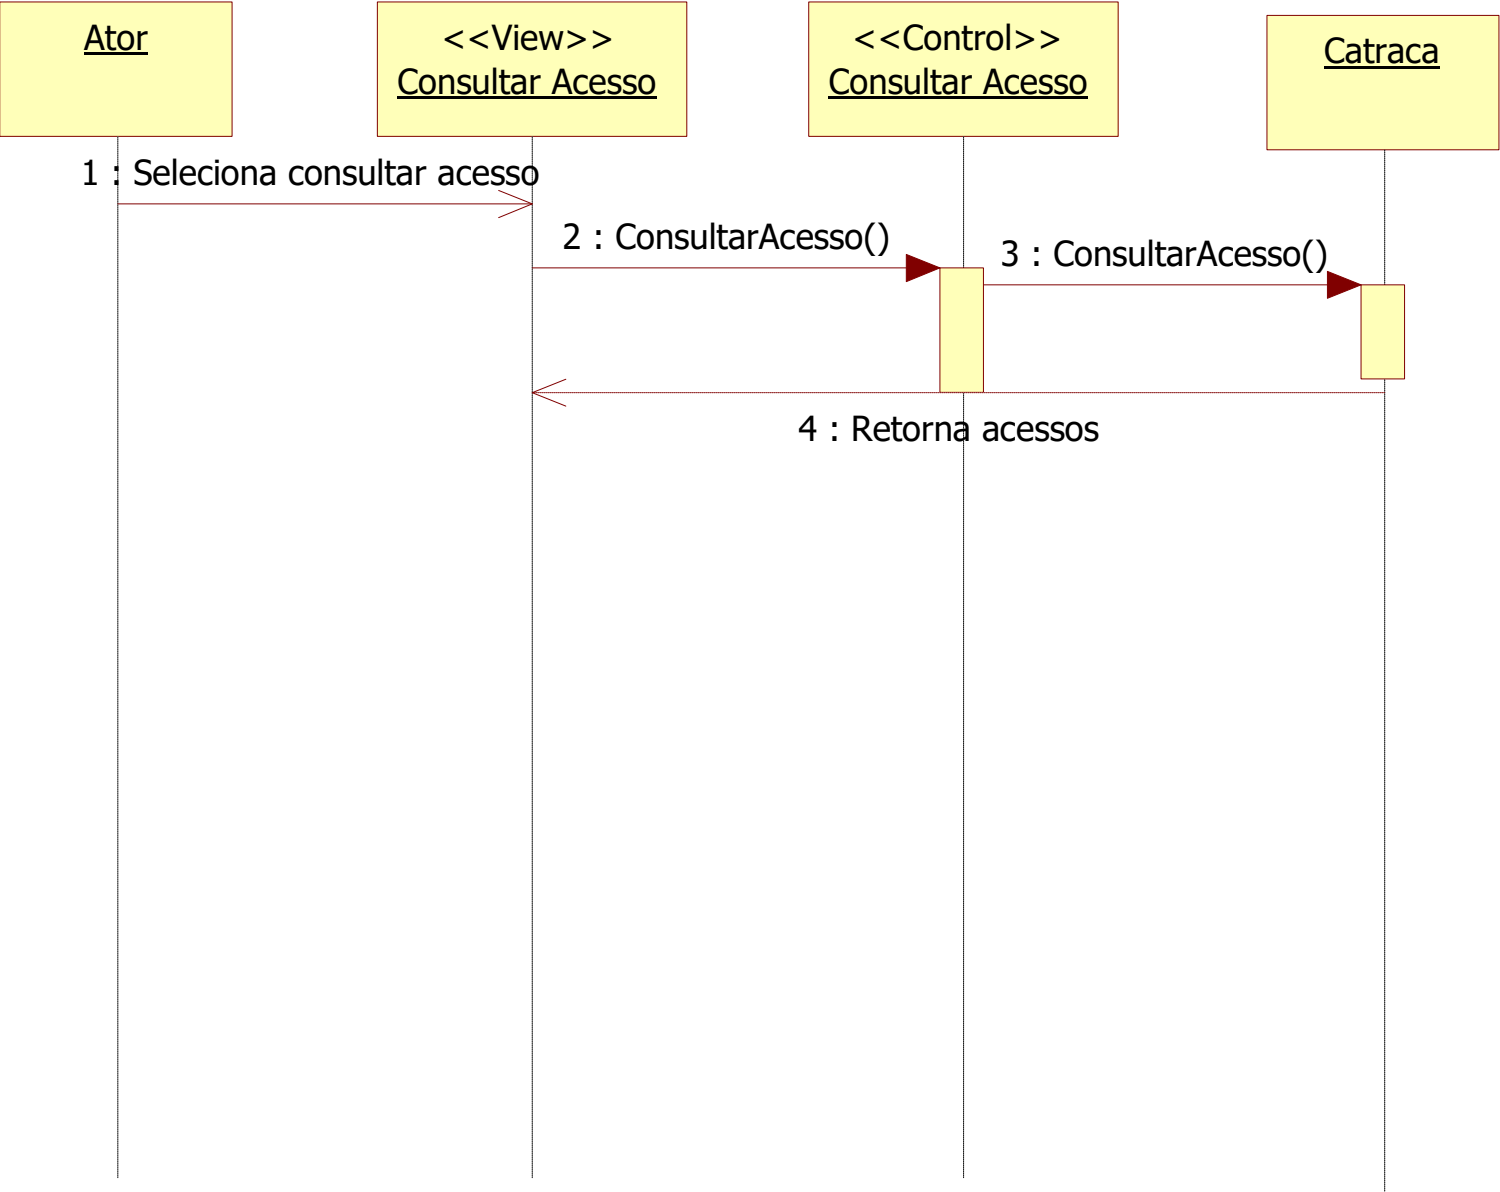 Ator
<<View>>
Consultar Acesso
<<Control>>
Consultar Acesso
Catraca
1 : Seleciona consultar acesso
2 : ConsultarAcesso()
3 : ConsultarAcesso()
4 : Retorna acessos